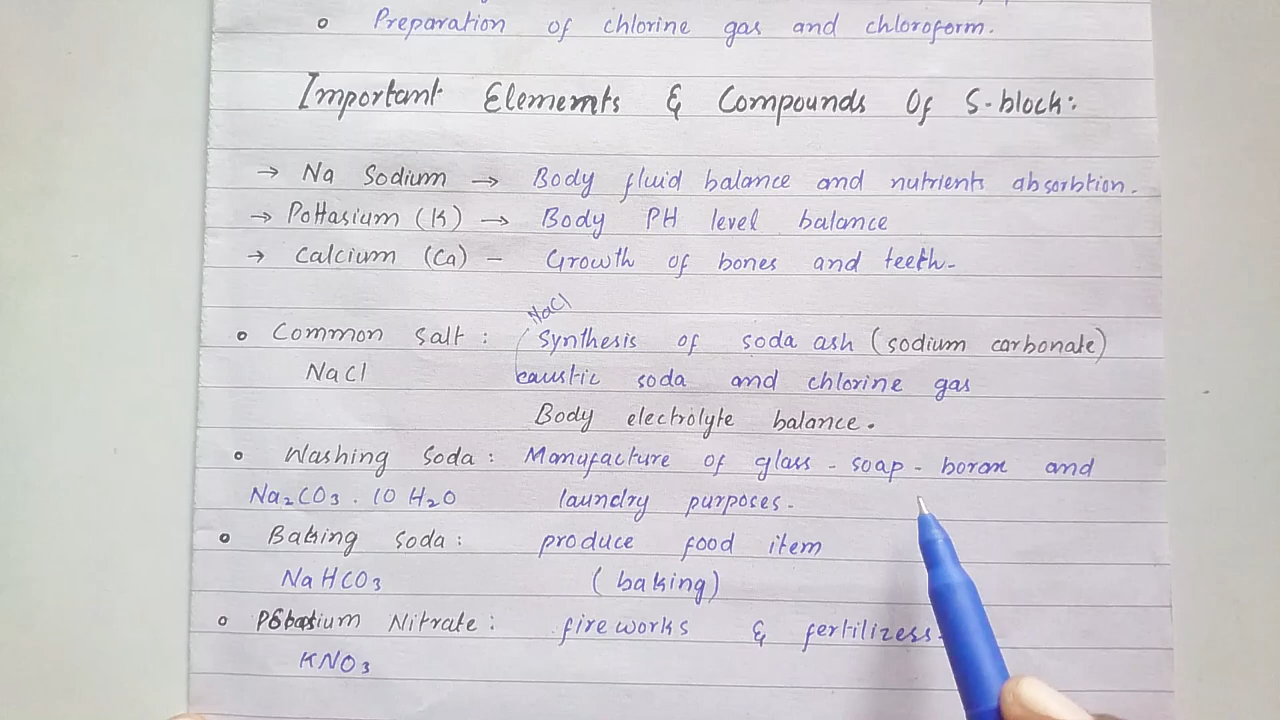 o Preparation of chlorine gas and chloroform.
Important Elements & Compounds Of S-block:
→ Na Sodium → Body fluid balance and nutrients absorbtion.
→ Pottasium (K) → Body PH level balance
→ Calcium (Ca) – Growth of bones and teeth-
NaCl
o Common salt : Synthesis of soda ash (sodium carbonate)
NaCl caustic soda and chlorine gas
Body electrolyte balance.
o Washing Soda : Manufacture of glass - soap - borax and
Na₂CO₃ . 10 H₂O laundry purposes.
o Baking soda : produce food item
NaHCO₃ (baking)
o Nitrate : fireworks & fertilizess.
KNO₃